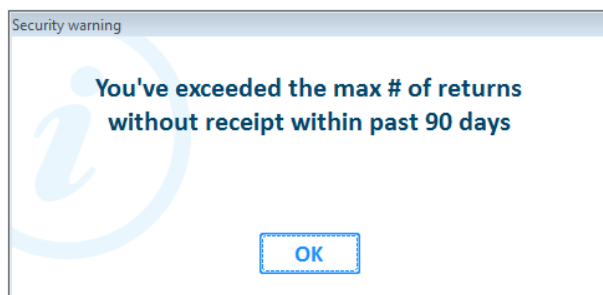 Security warning
You've exceeded the max # of returns
without receipt within past 90 days
OK